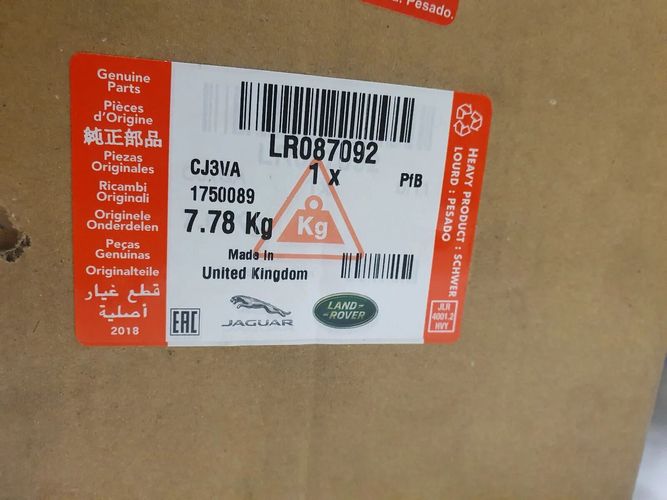 . Pesado.
Genuine
Parts
Pièces
d'Origine
純正部品
Piezas
Originales
Ricambi
Originali
Originele
Onderdelen
Peças
Genuinas
Originalteile
قطع غيار
أصلية
2018
LR087092
CJ3VA
1 X
PfB
1750089
7.78 Kg
Kg
Made In
United Kingdom
EAC
JAGUAR
LAND-
-ROVER
HEAVY PRODUCT : SCHWER
LOURD : PESADO
JLR
4001.2
HVY